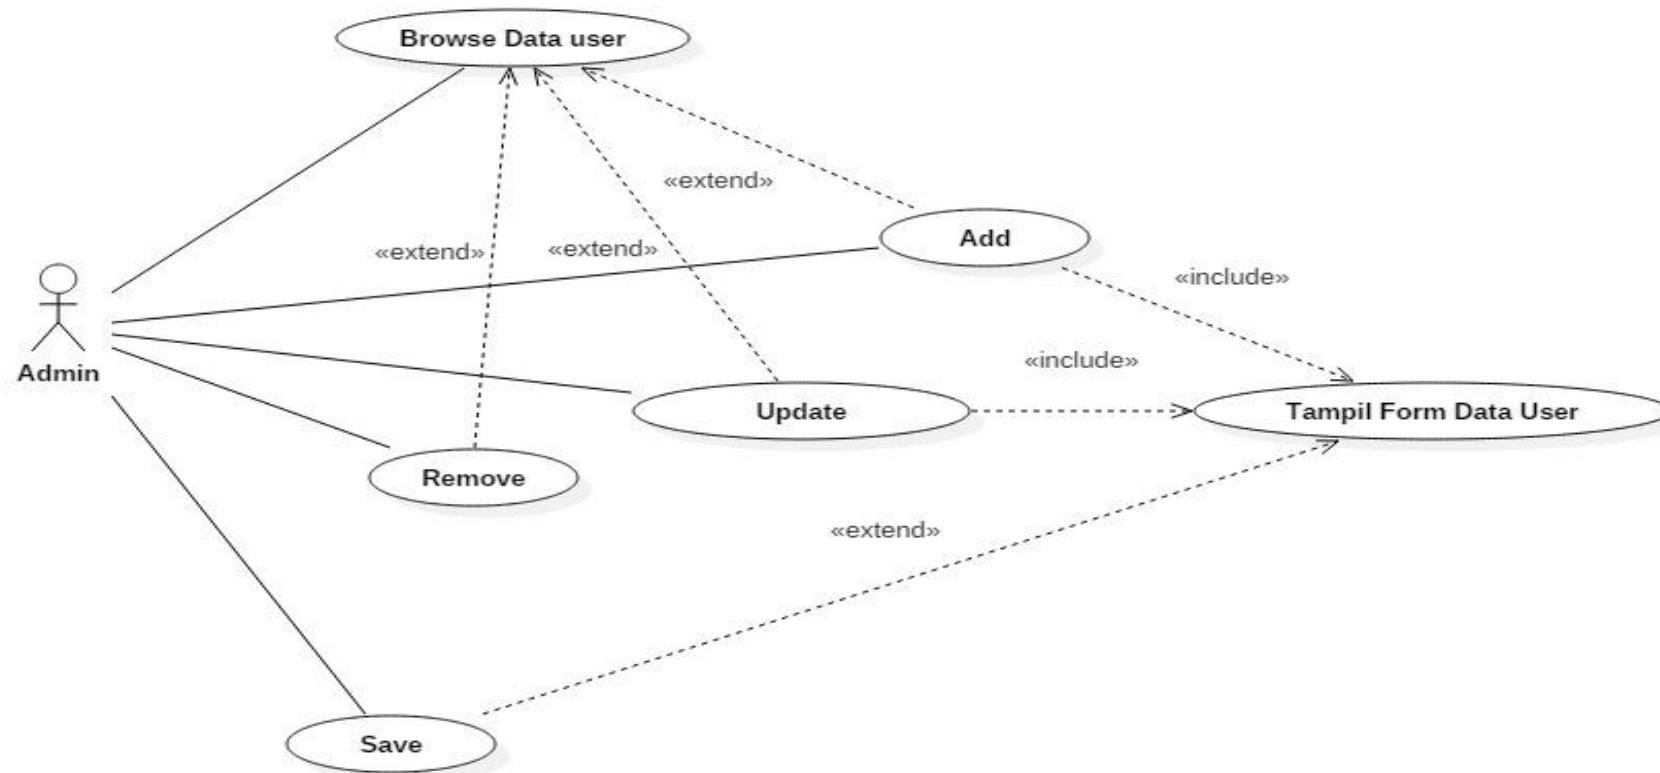 Browse Data user
«extend»
Add
«extend»
«extend»
«include»
«include»
Admin
Update
Tampil Form Data User
Remove
«extend»
Save